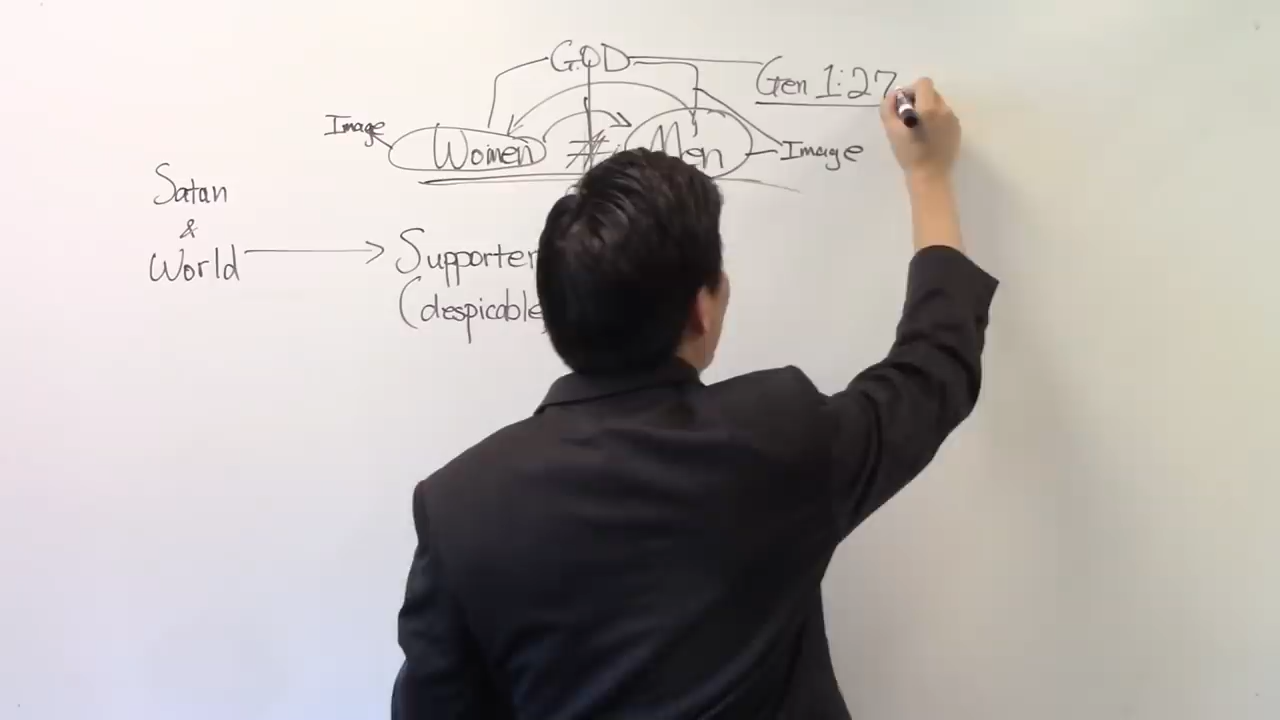 GOD
Gen 1:27
Image
Women ≠ Men
Image
Satan
&
World
Supporter
(despicable